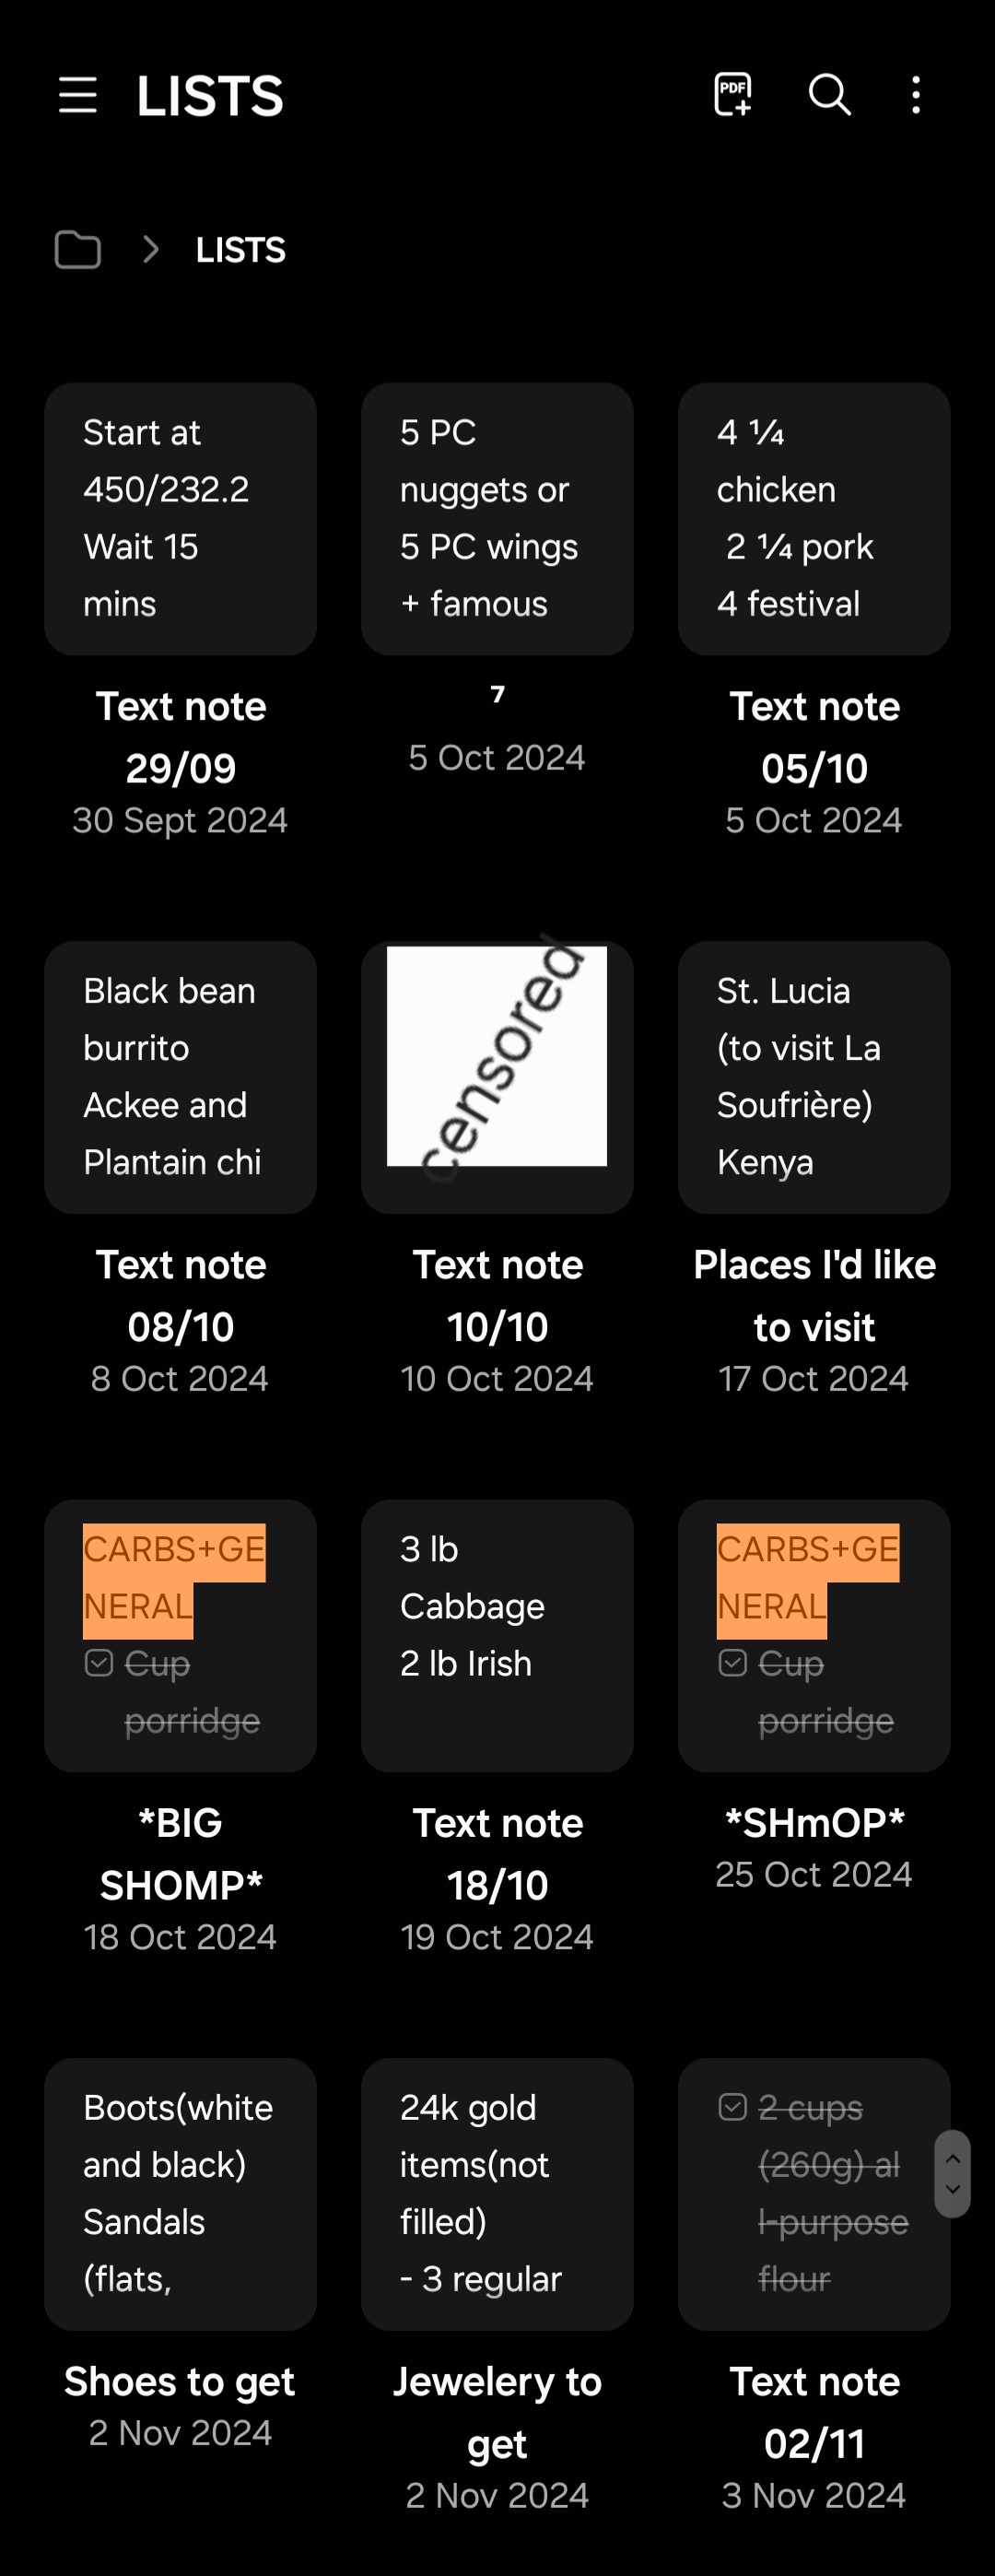 LISTS
PDF
LISTS
Start at
450/232.2
Wait 15
mins
Text note
29/09
30 Sept 2024
5 PC
nuggets or
5 PC wings
+ famous
⁷
5 Oct 2024
4 ¼
chicken
2 ¼ pork
4 festival
Text note
05/10
5 Oct 2024
Black bean
burrito
Ackee and
Plantain chi
Text note
08/10
8 Oct 2024
censored
Text note
10/10
10 Oct 2024
St. Lucia
(to visit La
Soufrière)
Kenya
Places I'd like
to visit
17 Oct 2024
CARBS+GE
NERAL
Cup
porridge
*BIG
SHOMP*
18 Oct 2024
3 lb
Cabbage
2 lb Irish
Text note
18/10
19 Oct 2024
CARBS+GE
NERAL
Cup
porridge
*SHmOP*
25 Oct 2024
Boots(white
and black)
Sandals
(flats,
Shoes to get
2 Nov 2024
24k gold
items(not
filled)
- 3 regular
Jewelery to
get
2 Nov 2024
2 cups
(260g) al
l-purpose
flour
Text note
02/11
3 Nov 2024